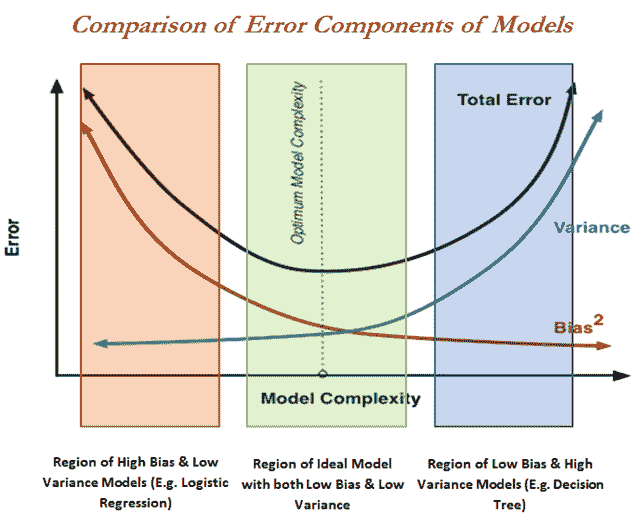 Comparison of Error Components of Models
Total Error
Optimum Model Complexity
Variance
Error
Bias2
Model Complexity
Region of High Bias & Low
Variance Models (E.g. Logistic
Regression)
Region of Ideal Model
with both Low Bias & Low
Variance
Region of Low Bias & High
Variance Models (E.g. Decision
Tree)